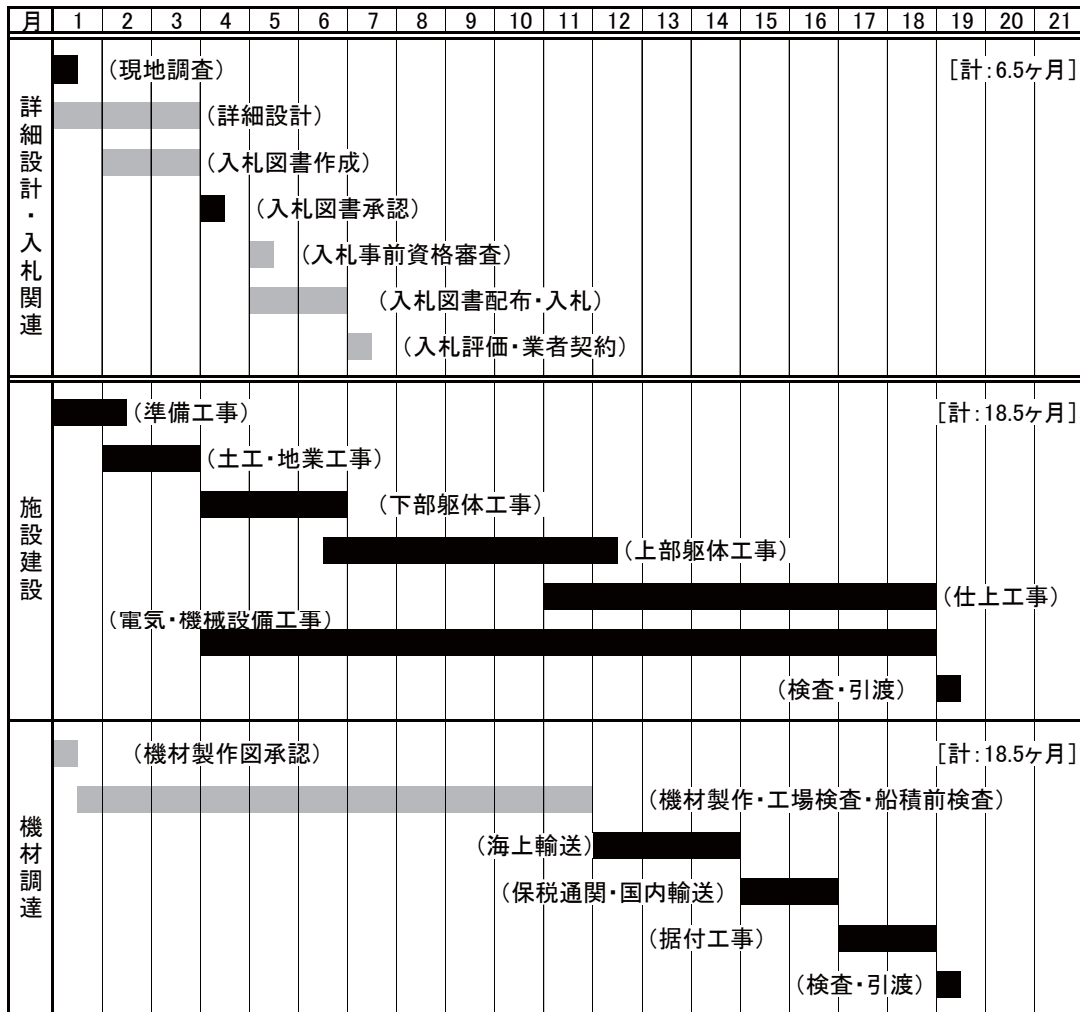 月 1 2 3 4 5 6 7 8 9 10 11 12 13 14 15 16 17 18 19 20 21
詳細設計・入札関連
（現地調査） [計：6.5ヶ月]
（詳細設計）
（入札図書作成）
（入札図書承認）
（入札事前資格審査）
（入札図書配布・入札）
（入札評価・業者契約）
施設建設
（準備工事） [計：18.5ヶ月]
（土工・地業工事）
（下部躯体工事）
（上部躯体工事）
（仕上工事）
（電気・機械設備工事）
（検査・引渡）
機材調達
（機材製作図承認） [計：18.5ヶ月]
（機材製作・工場検査・船積前検査）
（海上輸送）
（保税通関・国内輸送）
（据付工事）
（検査・引渡）